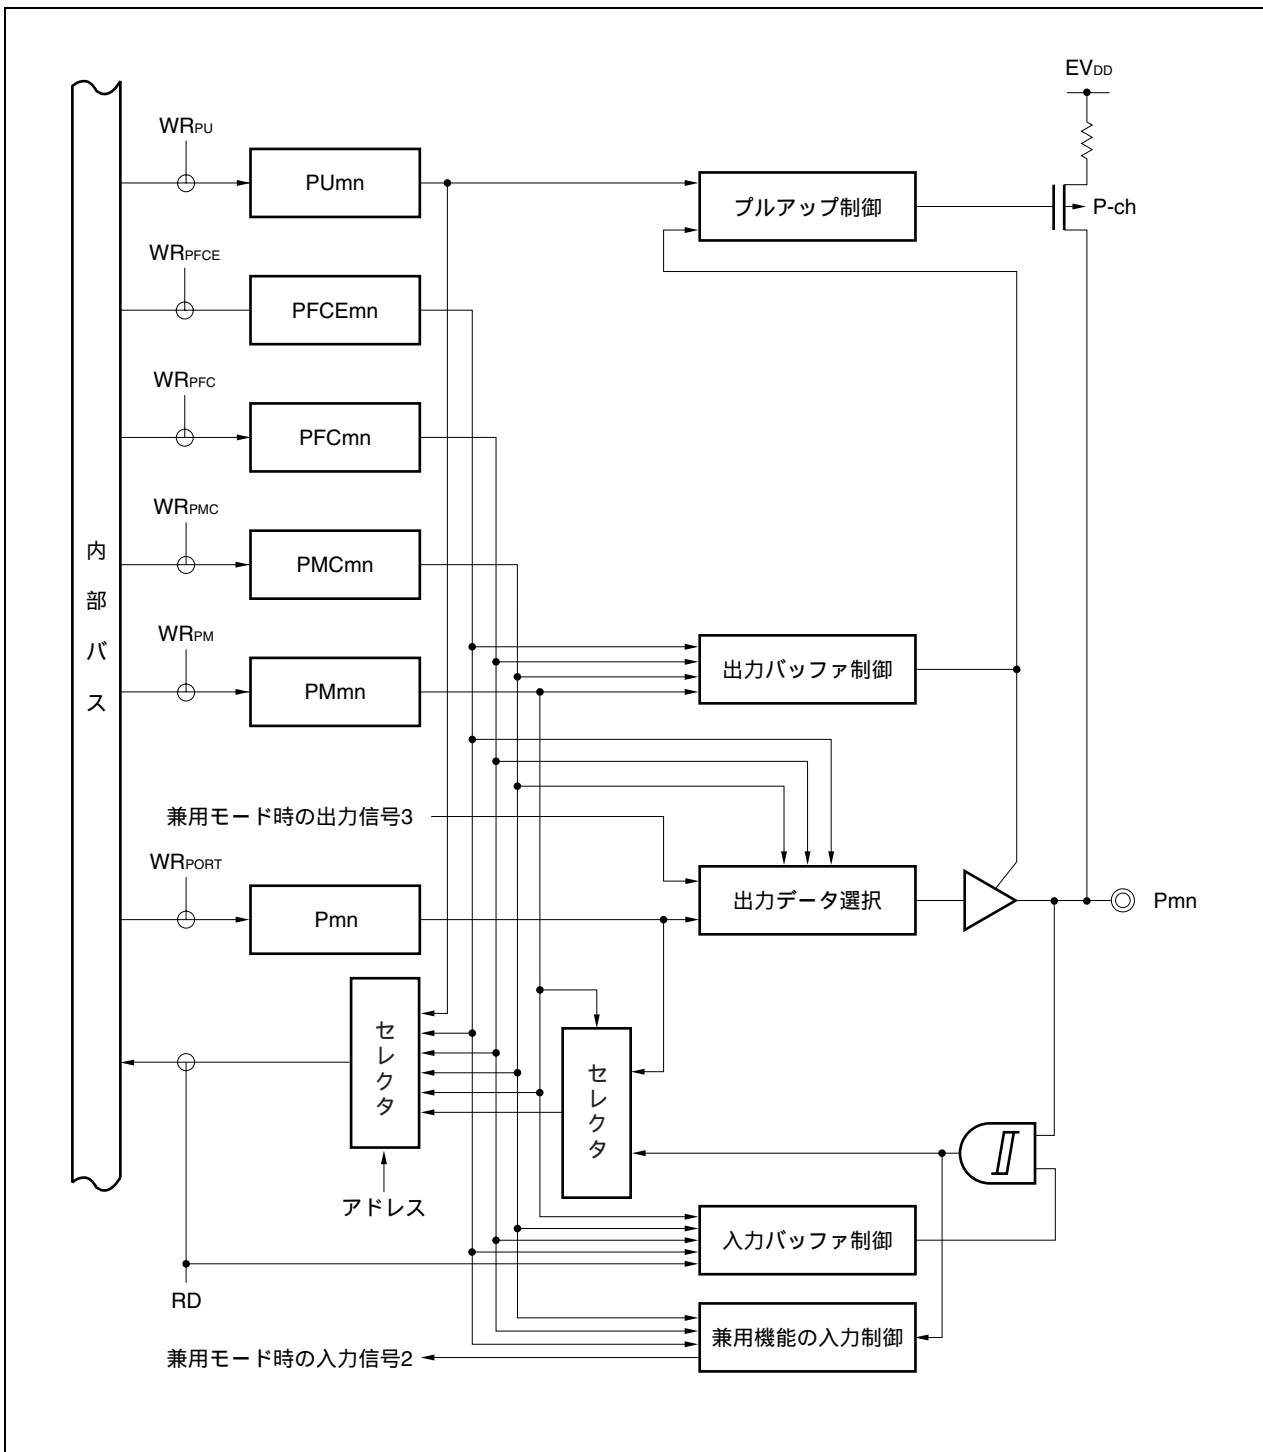 EVDD
WRPU
PUmn
プルアップ制御
P-ch
WRPFCE
PFCEmn
WRPFC
PFCmn
WRPMC
PMCmn
内部バス
WRPM
PMmn
出力バッファ制御
兼用モード時の出力信号3
WRPORT
Pmn
出力データ選択
Pmn
セレクタ
セレクタ
アドレス
入力バッファ制御
RD
兼用機能の入力制御
兼用モード時の入力信号2